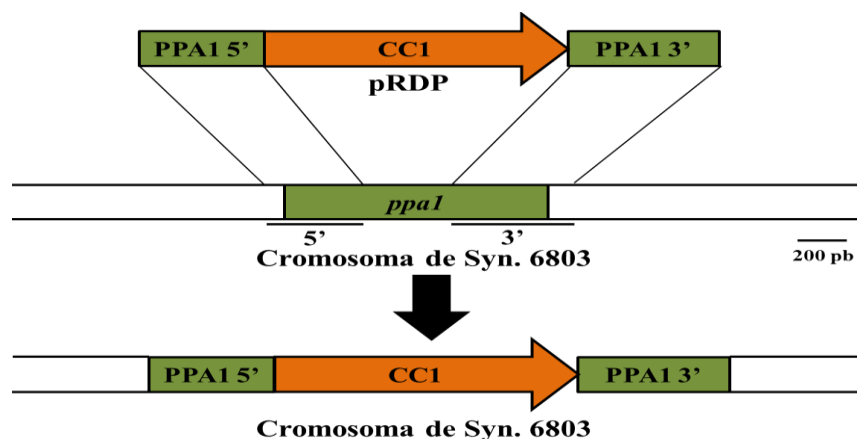 PPA1 5’ CC1 PPA1 3’
pRDP
ppa1
5’ 3’
Cromosoma de Syn. 6803
200 pb
PPA1 5’ CC1 PPA1 3’
Cromosoma de Syn. 6803